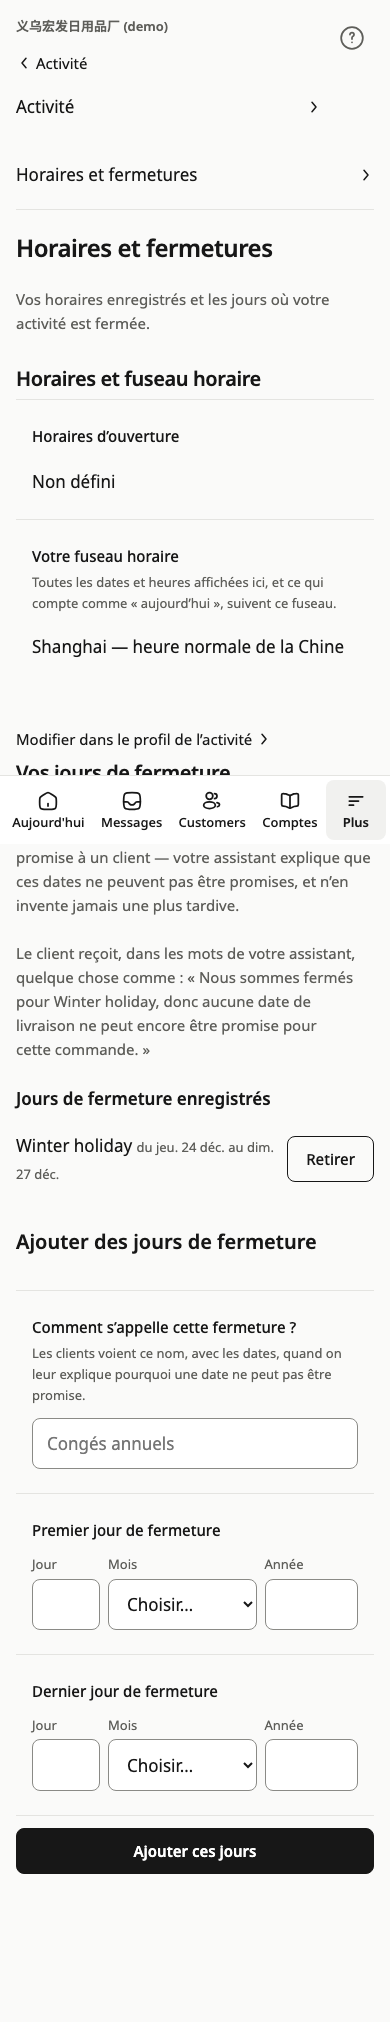 义乌宏发日用品厂 (demo)
Activité
Activité
Horaires et fermetures
Horaires et fermetures
Vos horaires enregistrés et les jours où votre
activité est fermée.
Horaires et fuseau horaire
Horaires d’ouverture
Non défini
Votre fuseau horaire
Toutes les dates et heures affichées ici, et ce qui
compte comme « aujourd’hui », suivent ce fuseau.
Shanghai — heure normale de la Chine
Modifier dans le profil de l’activité
Vos jours de fermeture
Aujourd'hui Messages Customers Comptes Plus
promise à un client — votre assistant explique que
ces dates ne peuvent pas être promises, et n’en
invente jamais une plus tardive.
Le client reçoit, dans les mots de votre assistant,
quelque chose comme : « Nous sommes fermés
pour Winter holiday, donc aucune date de
livraison ne peut encore être promise pour
cette commande. »
Jours de fermeture enregistrés
Winter holiday du jeu. 24 déc. au dim.
27 déc.
Retirer
Ajouter des jours de fermeture
Comment s’appelle cette fermeture ?
Les clients voient ce nom, avec les dates, quand on
leur explique pourquoi une date ne peut pas être
promise.
Congés annuels
Premier jour de fermeture
Jour Mois Année
Choisir…
Dernier jour de fermeture
Jour Mois Année
Choisir…
Ajouter ces jours